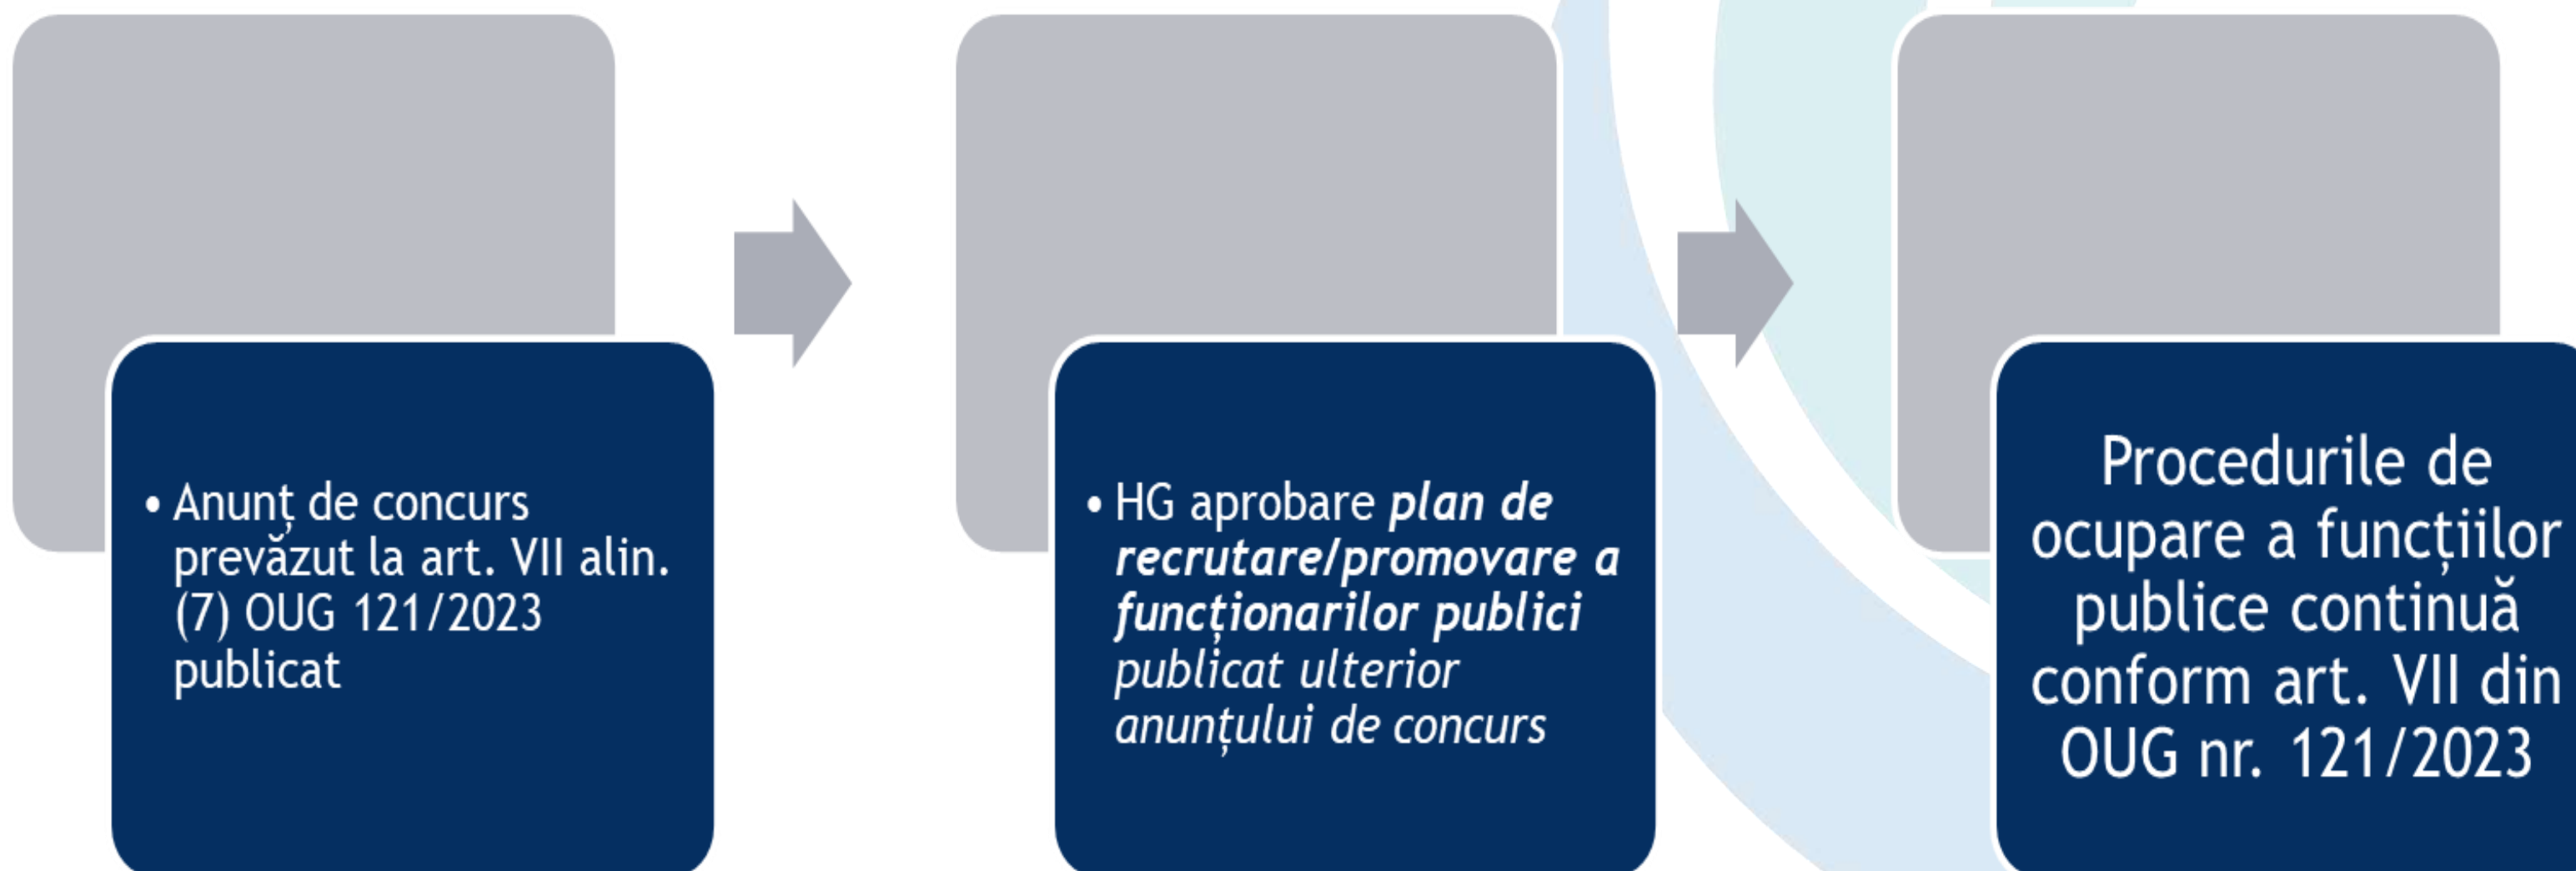 • Anunț de concurs
prevăzut la art. VII alin.
(7) OUG 121/2023
publicat
• HG aprobare plan de
recrutare/promovare a
funcționarilor publici
publicat ulterior
anunțului de concurs
Procedurile de
ocupare a funcțiilor
publice continuă
conform art. VII din
OUG nr. 121/2023